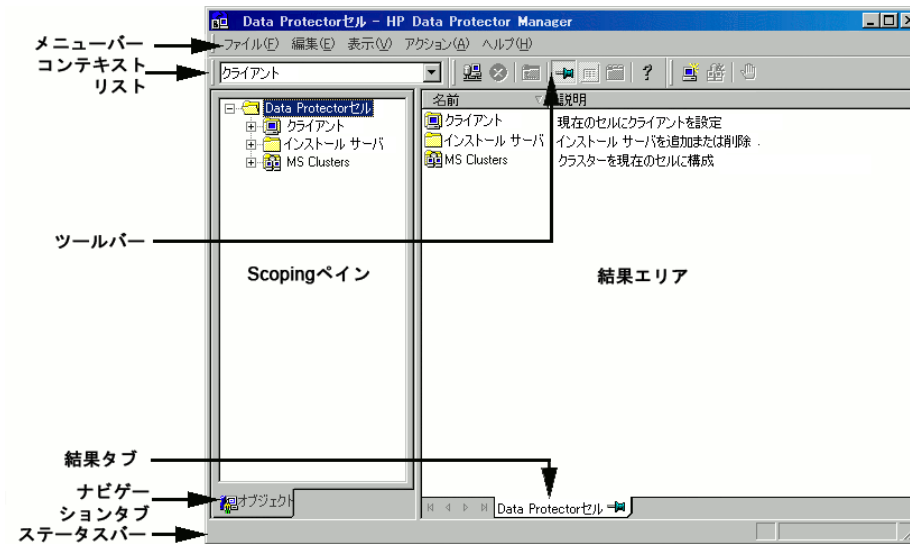 Data Protectorセル - HP Data Protector Manager
メニューバー
ファイル(F) 編集(E) 表示(V) アクション(A) ヘルプ(H)
コンテキスト
リスト
クライアント
Data Protectorセル
クライアント
インストール サーバ
MS Clusters
名前 説明
クライアント 現在のセルにクライアントを設定
インストール サーバ インストール サーバを追加または削除 .
MS Clusters クラスターを現在のセルに構成
ツールバー
Scopingペイン
結果エリア
結果タブ
ナビゲー
ションタブ
オブジェクト
Data Protectorセル
ステータスバー